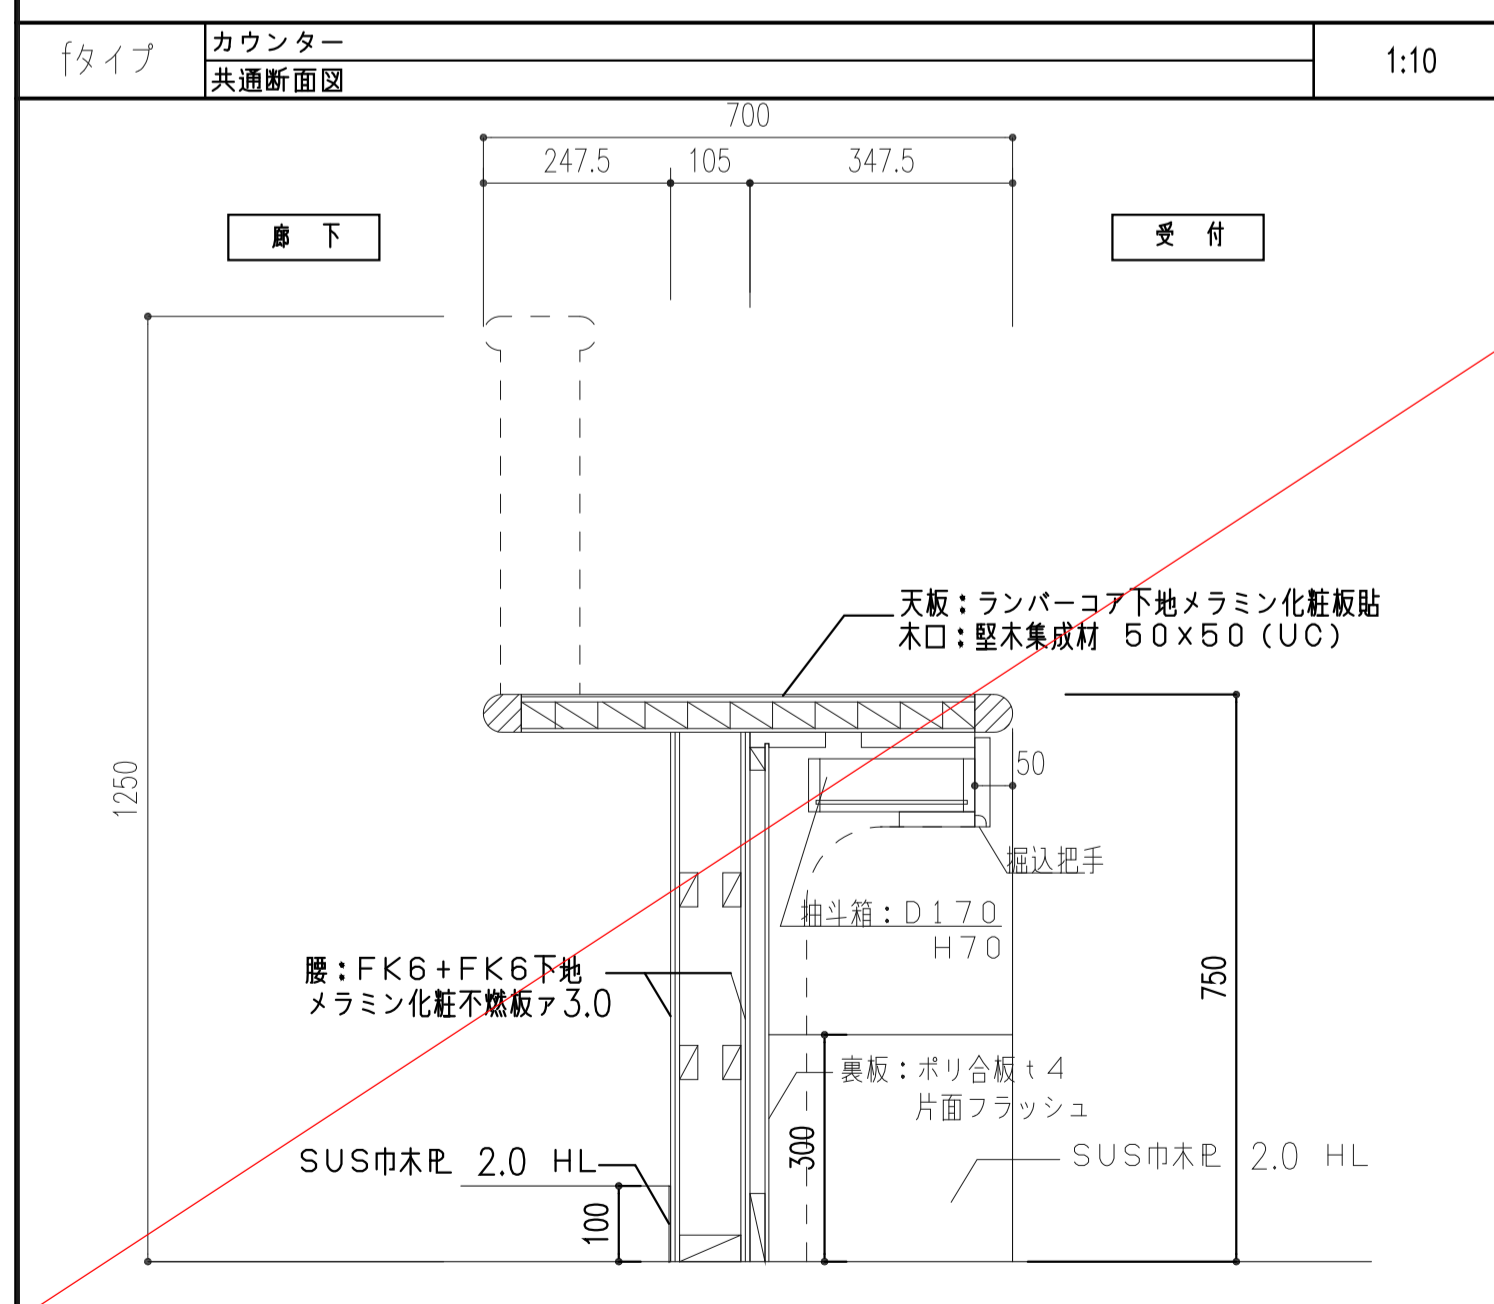 fタイプ
カウンター
共通断面図
1:10
700
247.5
105
347.5
廊 下
受 付
天板：ランバーコア下地メラミン化粧板貼
木口：堅木集成材 50×50（UC）
1250
50
掘込把手
抽斗箱：D170
H70
腰：FK6+FK6下地
メラミン化粧不燃板ァ3.0
750
裏板：ポリ合板t4
片面フラッシュ
300
SUS巾木 2.0 HL
SUS巾木 2.0 HL
100